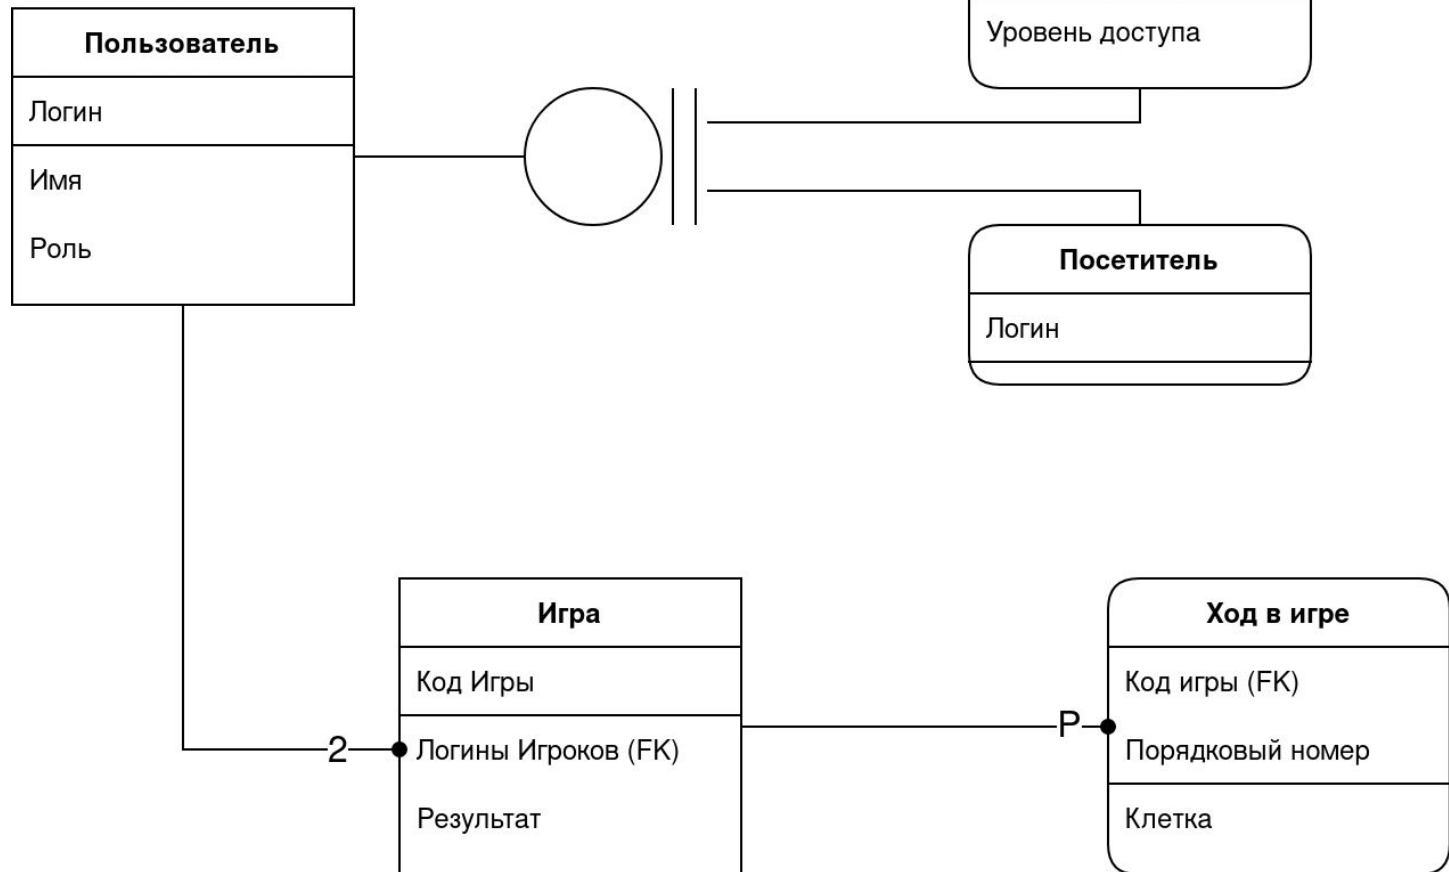 Уровень доступа
Пользователь
Логин
Имя
Роль
Посетитель
Логин
Игра
Код Игры
2
Логины Игроков (FK)
Результат
Ход в игре
Код игры (FK)
P
Порядковый номер
Клетка